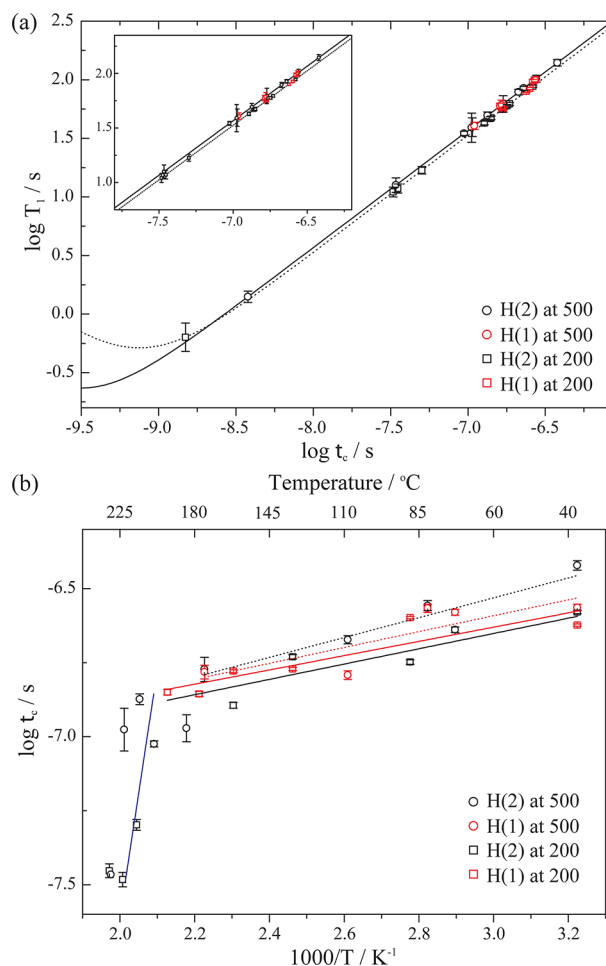 (a)
log T₁ / s
2.5
2.0
1.5
1.0
0.5
0.0
-0.5
2.0
1.5
1.0
-7.5
-7.0
-6.5
H(2) at 500
H(1) at 500
H(2) at 200
H(1) at 200
-9.5
-9.0
-8.5
-8.0
-7.5
-7.0
-6.5
log tc / s
(b)
Temperature / °C
225
180
140
110
85
60
40
log tc / s
-6.5
-7.0
-7.5
H(2) at 500
H(1) at 500
H(2) at 200
H(1) at 200
2.0
2.2
2.4
2.6
2.8
3.0
3.2
1000/T / K⁻¹